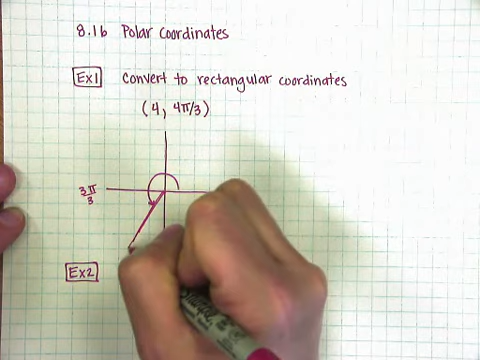 8.1b Polar Coordinates
Ex1 Convert to rectangular coordinates
(4, 4π/3)
3π/3
Ex2